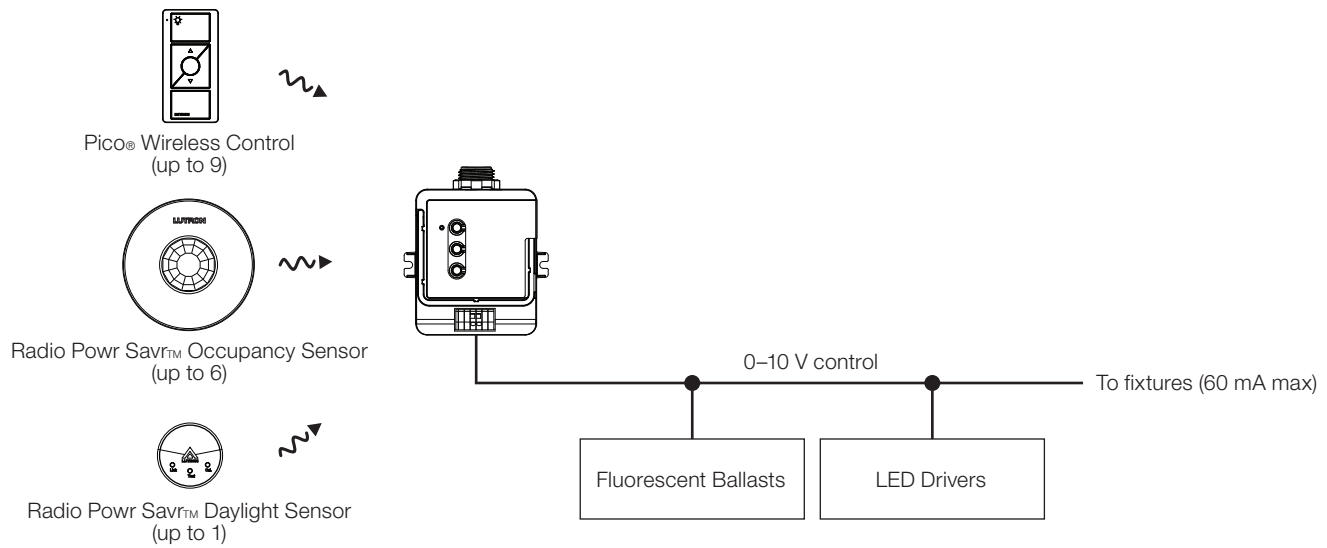 Pico® Wireless Control
(up to 9)
LUTRON
Radio Powr Savr™ Occupancy Sensor
(up to 6)
Radio Powr Savr™ Daylight Sensor
(up to 1)
0–10 V control
To fixtures (60 mA max)
Fluorescent Ballasts
LED Drivers